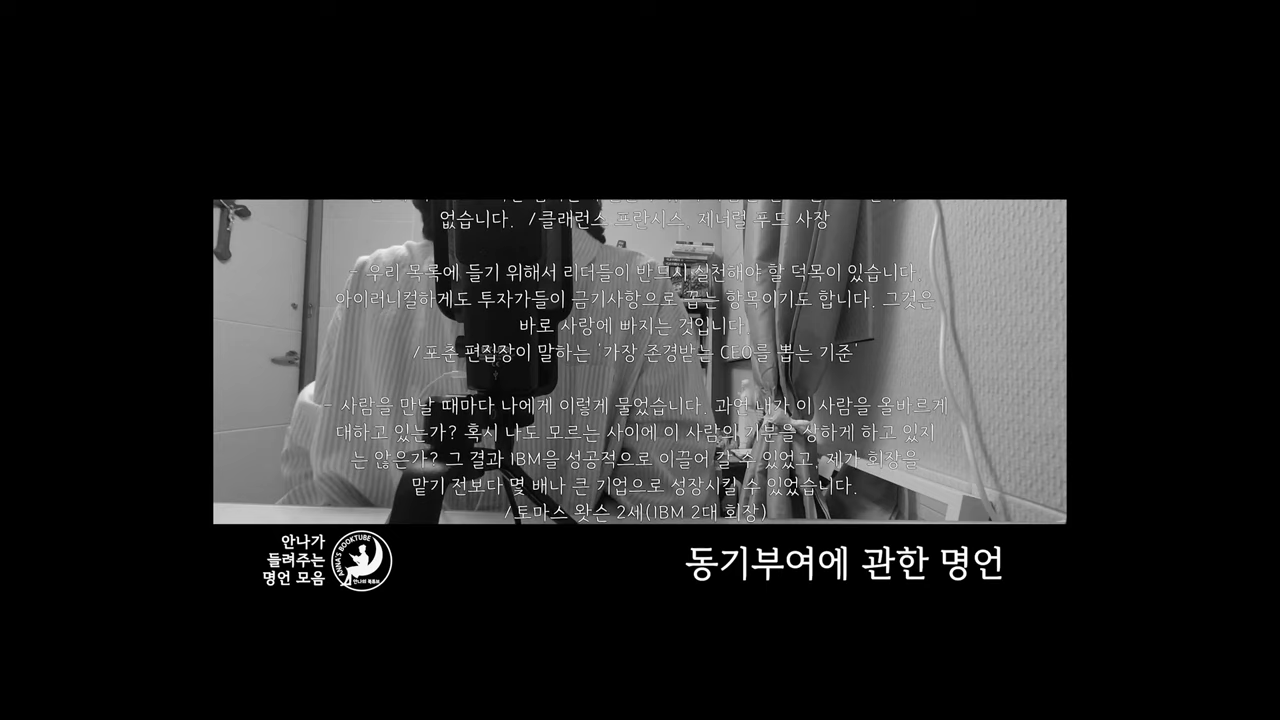 없습니다. /클래런스 프란시스, 제너럴 푸드 사장
- 우리 목록에 들기 위해서 리더들이 반드시 실천해야 할 덕목이 있습니다
아이러니컬하게도 투자가들이 금기사항으로 꼽는 항목이기도 합니다. 그것은
바로 사랑에 빠지는 것입니다.
/포춘 편집장이 말하는 '가장 존경받는 CEO를 뽑는 기준'
- 사람을 만날 때마다 나에게 이렇게 물었습니다. 과연 내가 이 사람을 올바르게
대하고 있는가? 혹시 나도 모르는 사이에 이 사람의 기분을 상하게 하고 있지
는 않은가? 그 결과 IBM을 성공적으로 이끌어 갈 수 있었고, 제가 회장을
맡기 전보다 몇 배나 큰 기업으로 성장시킬 수 있었습니다.
/토마스 왓슨 2세(IBM 2대 회장)
안나가
들려주는
명언 모음
ANNA'S BOOKTUBE
동기부여에 관한 명언